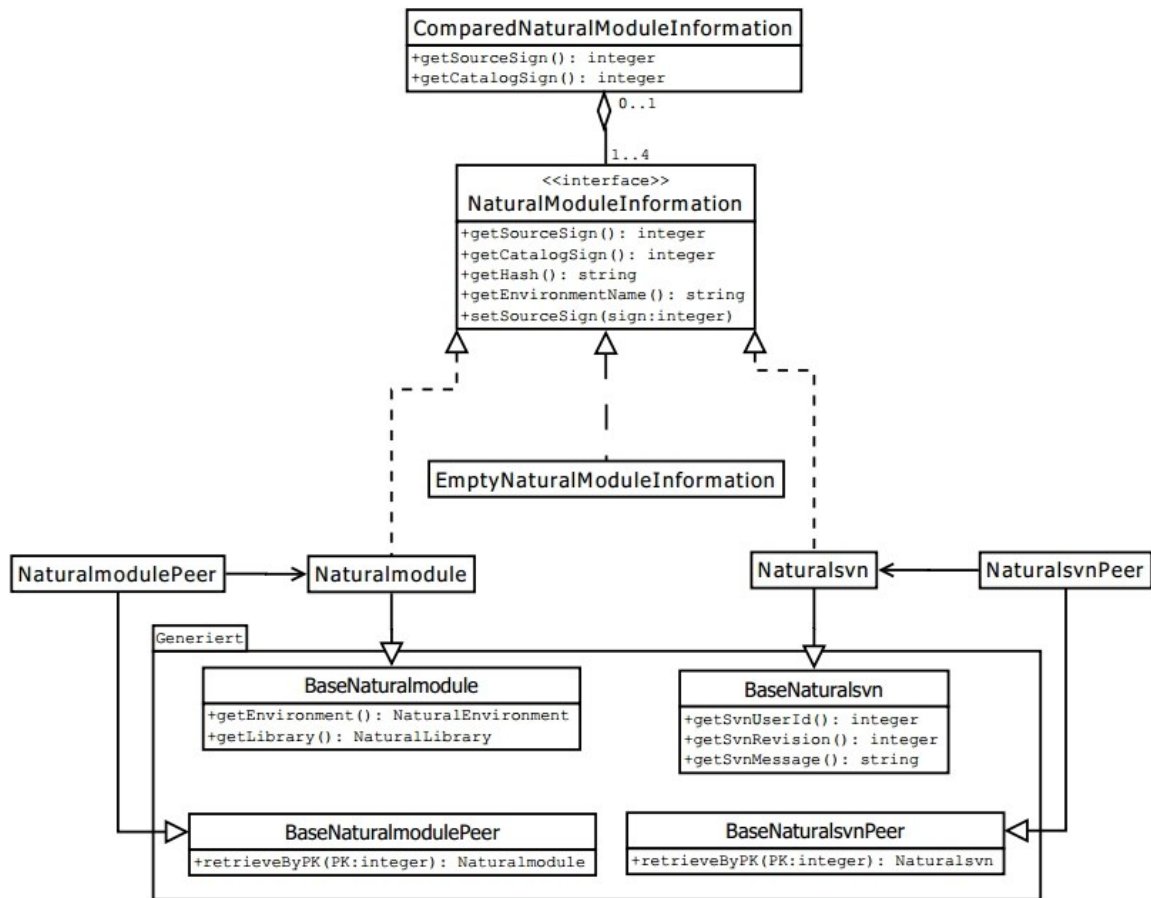 ComparedNaturalModuleInformation
+getSourceSign(): integer
+getCatalogSign(): integer
0..1
1..4
<<interface>>
NaturalModuleInformation
+getSourceSign(): integer
+getCatalogSign(): integer
+getHash(): string
+getEnvironmentName(): string
+setSourceSign(sign:integer)
EmptyNaturalModuleInformation
NaturalmodulePeer
Naturalmodule
Naturalsvn
NaturalsvnPeer
Generiert
BaseNaturalmodule
+getEnvironment(): NaturalEnvironment
+getLibrary(): NaturalLibrary
BaseNaturalsvn
+getSvnUserId(): integer
+getSvnRevision(): integer
+getSvnMessage(): string
BaseNaturalmodulePeer
+retrieveByPK(PK:integer): Naturalmodule
BaseNaturalsvnPeer
+retrieveByPK(PK:integer): Naturalsvn